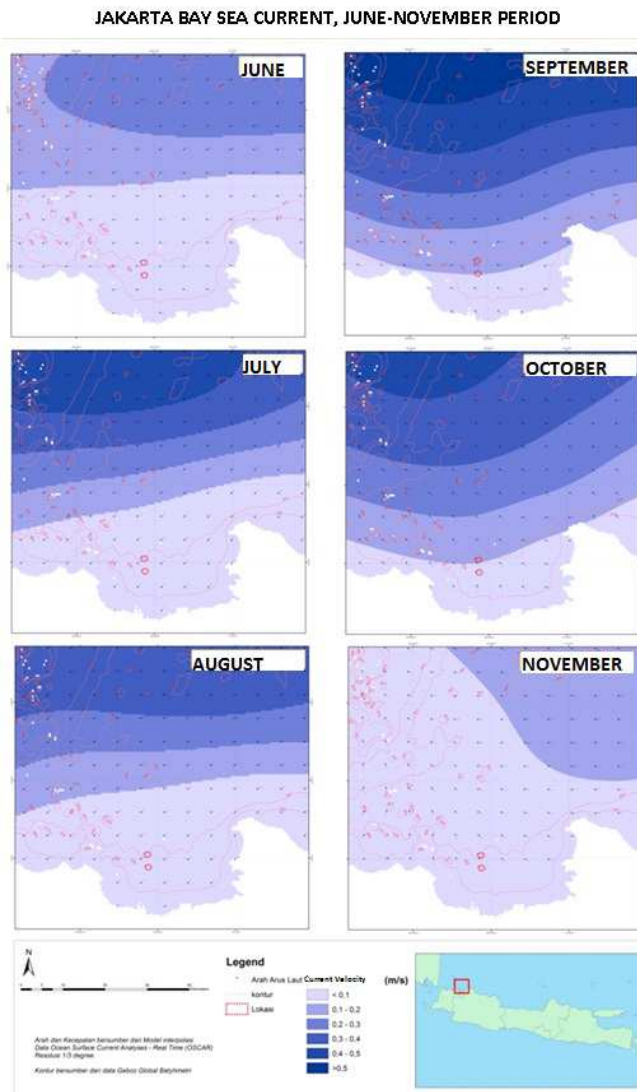 JAKARTA BAY SEA CURRENT, JUNE-NOVEMBER PERIOD
JUNE
SEPTEMBER
JULY
OCTOBER
AUGUST
NOVEMBER
N
Legend
Arah Arus Laut Current Velocity (m/s)
kontur
Lokasi
< 0,1
0,1 - 0,2
0,2 - 0,3
0,3 - 0,4
0,4 - 0,5
>0,5
Arah dan Kecepatan bersumber dari Model interpolasi
Data Ocean Surface Current Analyses - Real Time (OSCAR)
Resolusi 1/3 degree
Kontur bersumber dari data Gebco Global Batyhimetri